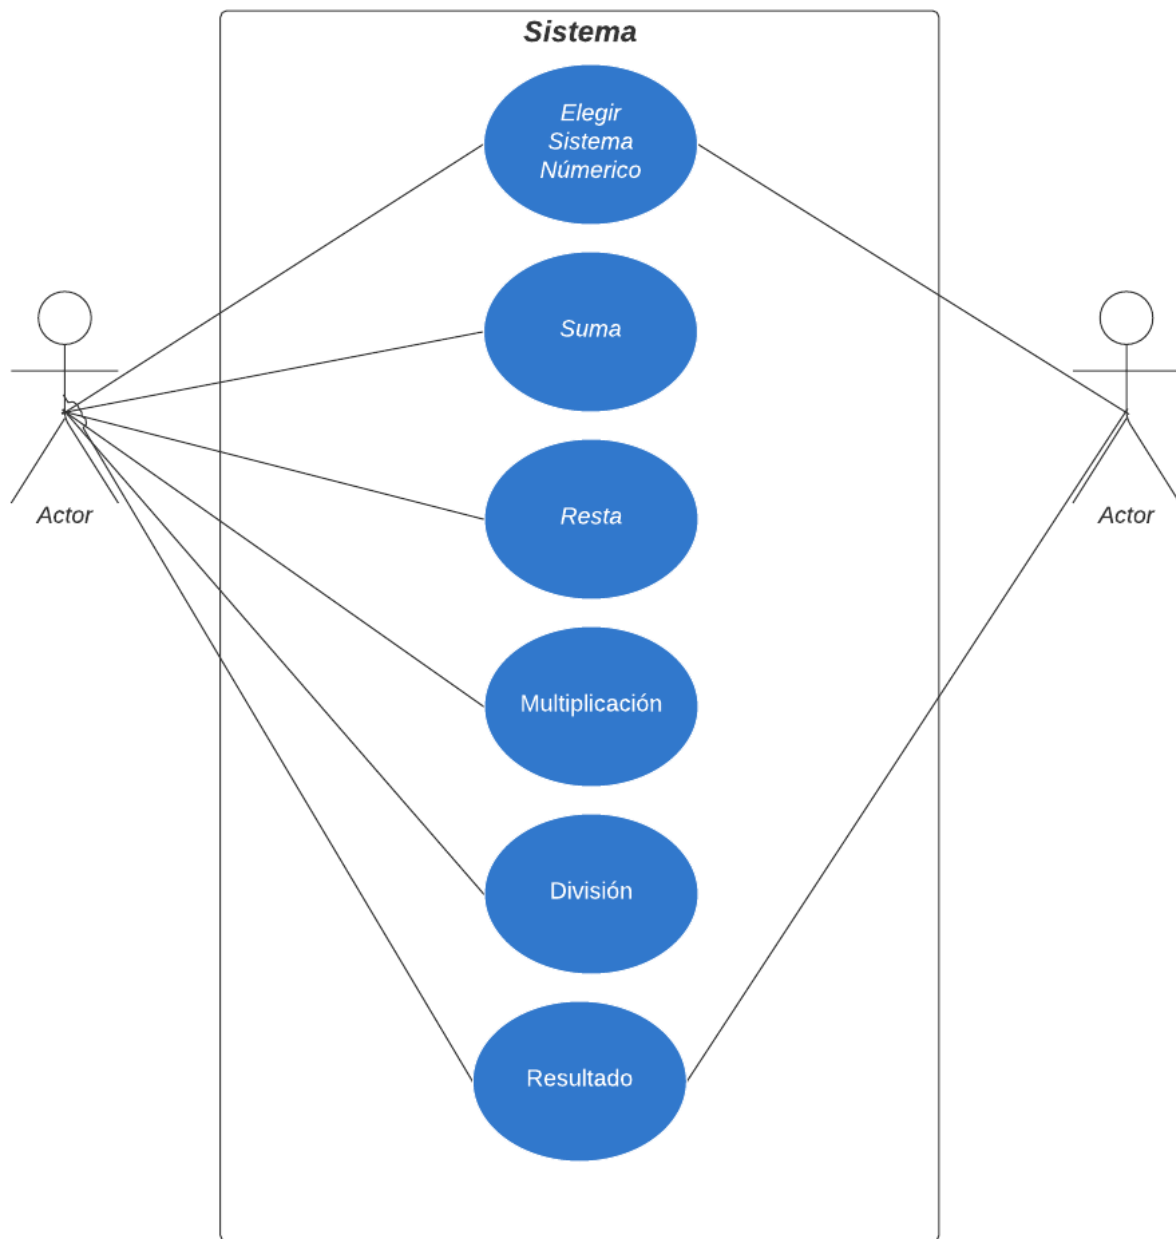 Sistema
Elegir
Sistema
Númerico
Suma
Actor
Resta
Actor
Multiplicación
División
Resultado